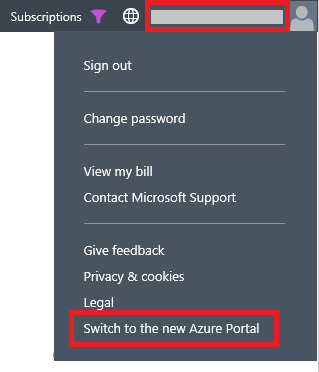 Subscriptions
Sign out
Change password
View my bill
Contact Microsoft Support
Give feedback
Privacy & cookies
Legal
Switch to the new Azure Portal